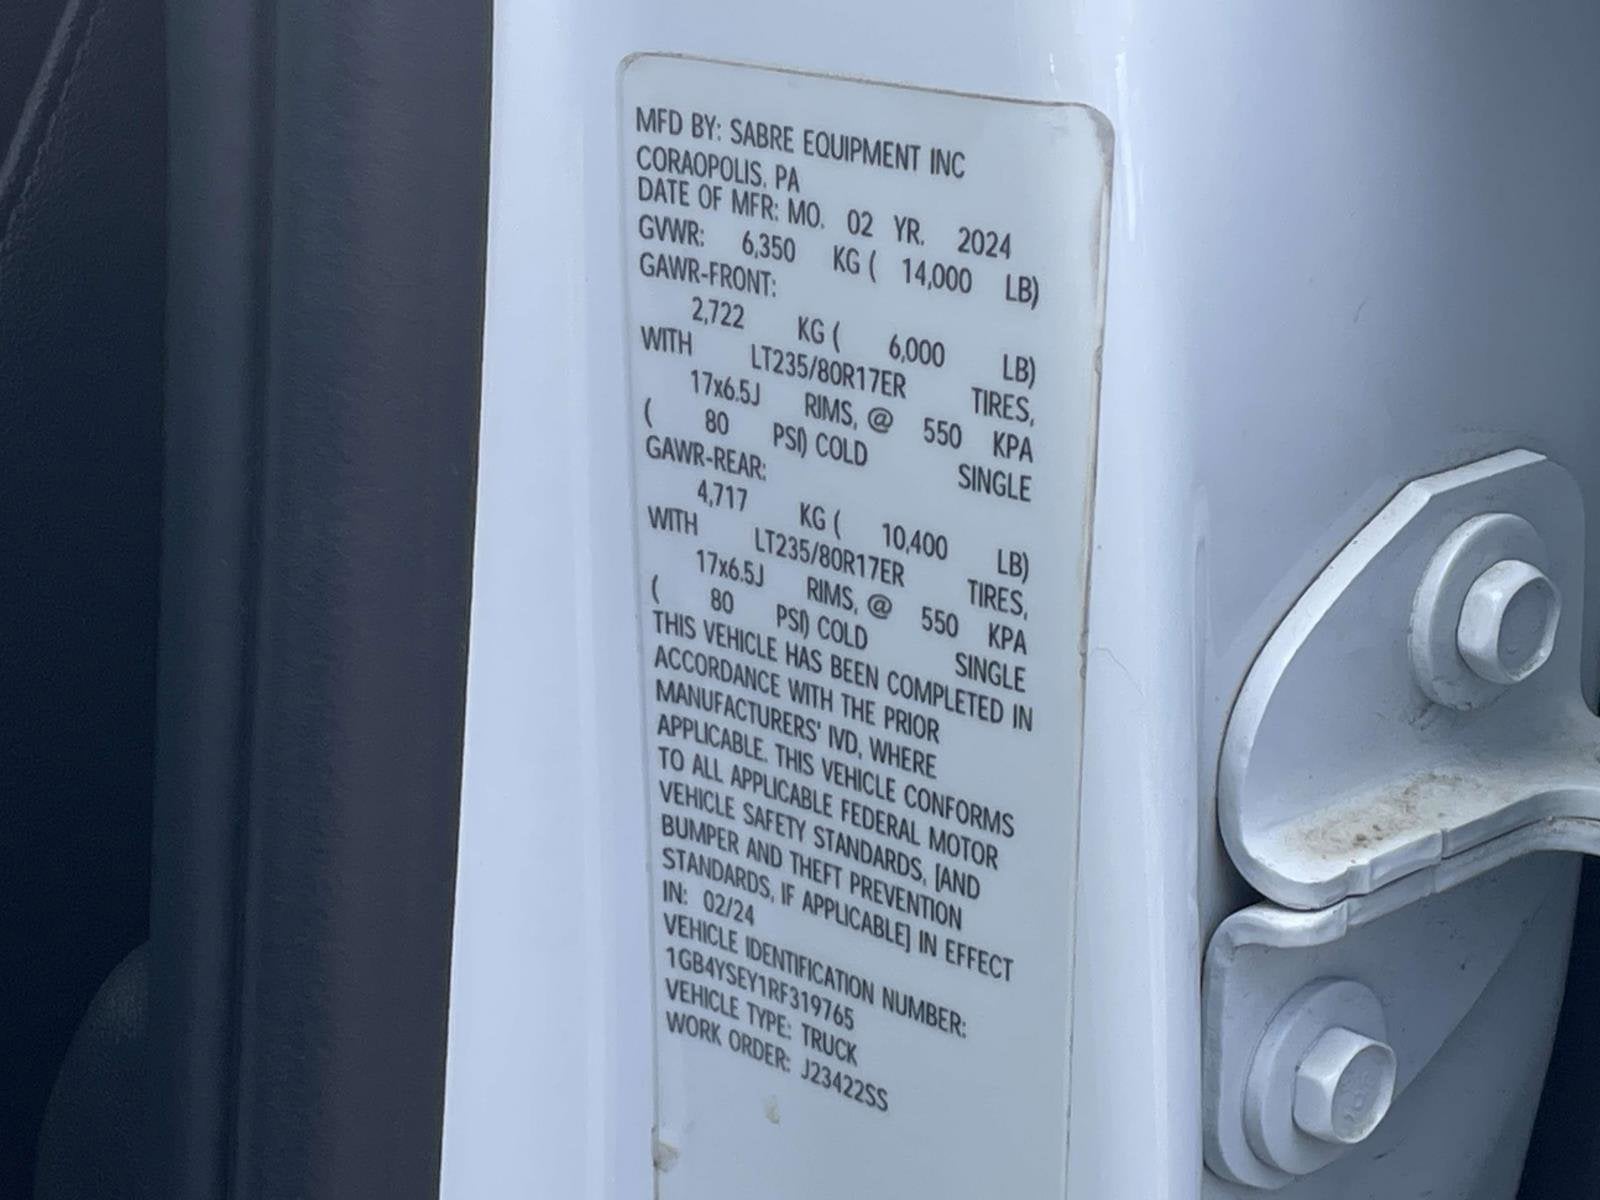 MFD BY: SABRE EQUIPMENT INC
CORAOPOLIS, PA
DATE OF MFR: MO. 02 YR. 2024
GVWR: 6,350 KG ( 14,000 LB)
GAWR-FRONT:
2,722 KG ( 6,000 LB)
WITH LT235/80R17ER TIRES,
17x6.5J RIMS, @ 550 KPA
( 80 PSI) COLD SINGLE
GAWR-REAR:
4,717 KG ( 10,400 LB)
WITH LT235/80R17ER TIRES,
17x6.5J RIMS, @ 550 KPA
( 80 PSI) COLD SINGLE
THIS VEHICLE HAS BEEN COMPLETED IN
ACCORDANCE WITH THE PRIOR
MANUFACTURERS' IVD, WHERE
APPLICABLE. THIS VEHICLE CONFORMS
TO ALL APPLICABLE FEDERAL MOTOR
VEHICLE SAFETY STANDARDS, [AND
BUMPER AND THEFT PREVENTION
STANDARDS, IF APPLICABLE] IN EFFECT
IN: 02/24
VEHICLE IDENTIFICATION NUMBER:
1GB4YSEY1RF319765
VEHICLE TYPE: TRUCK
WORK ORDER: J23422SS